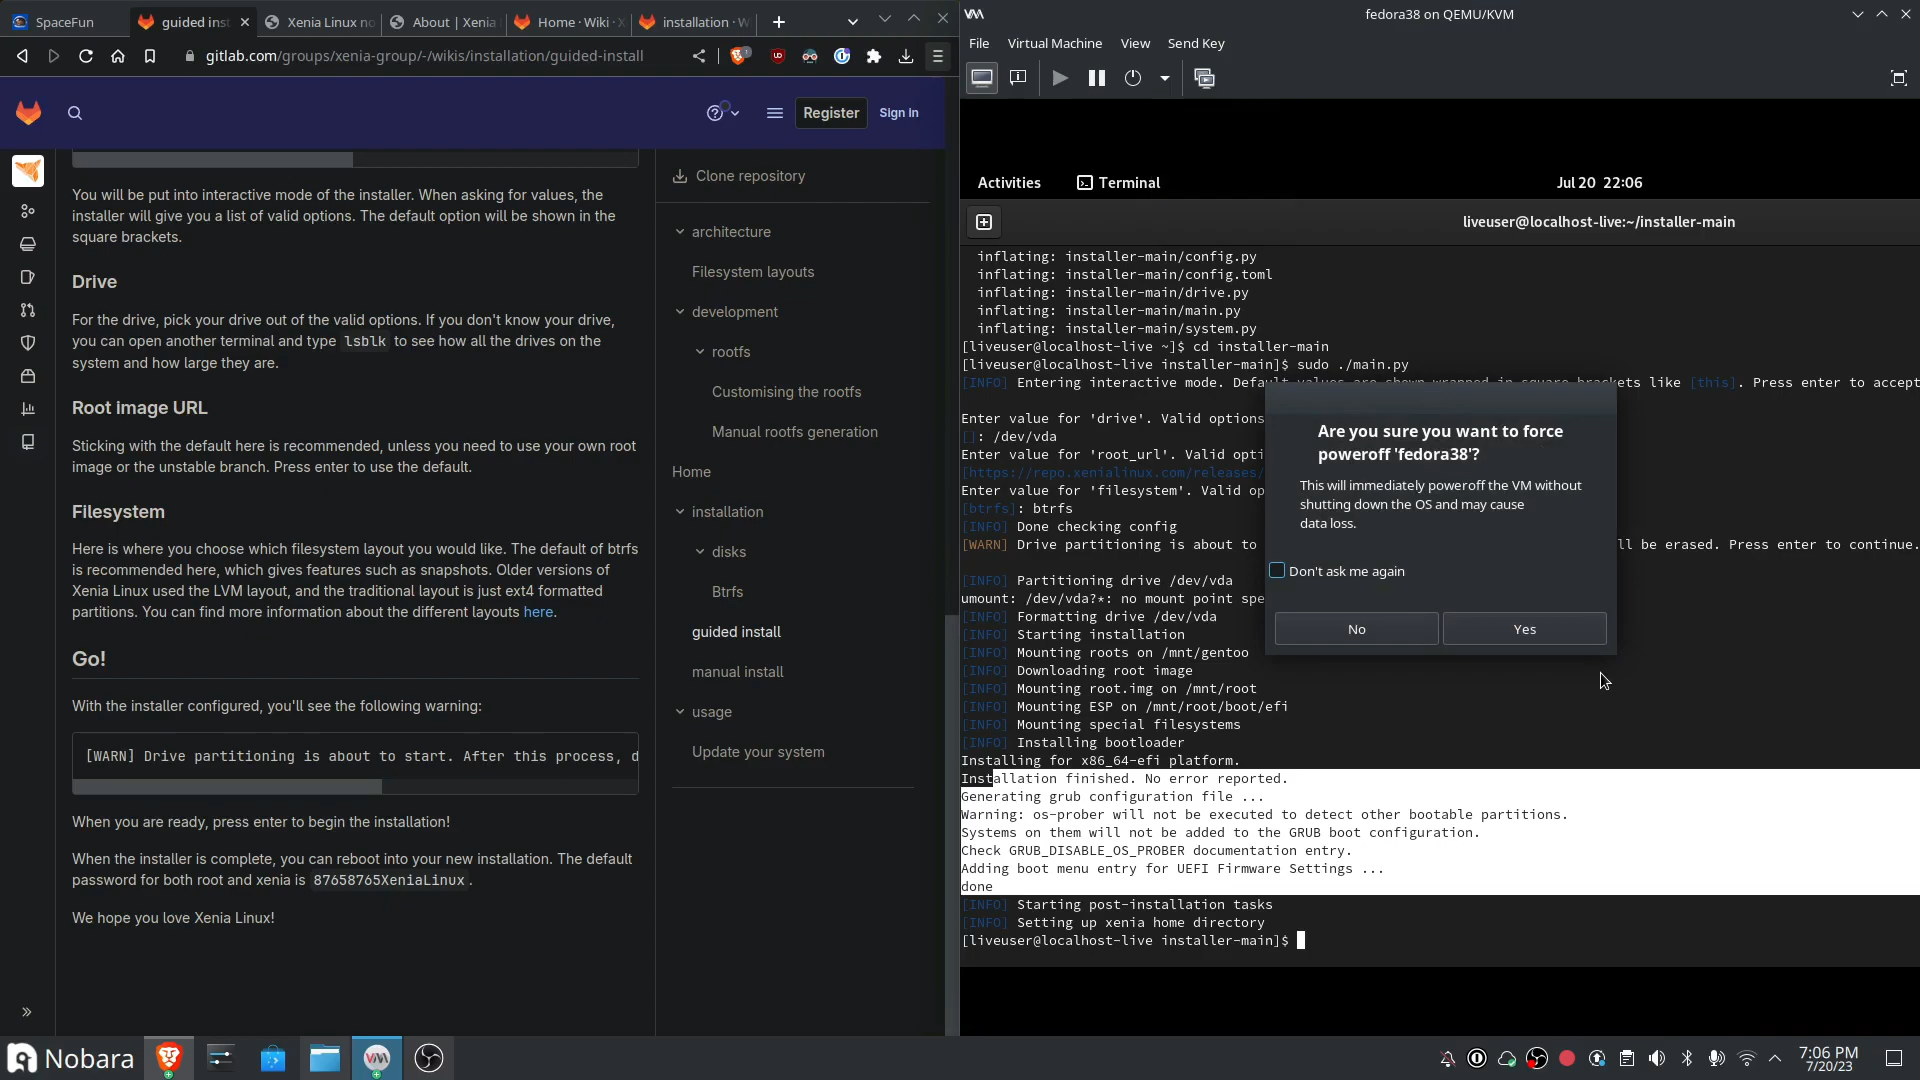 SpaceFun
guided inst
Xenia Linux no
About | Xenia
Home · Wiki · X
installation · W
gitlab.com/groups/xenia-group/-/wikis/installation/guided-install
Register
Sign in
You will be put into interactive mode of the installer. When asking for values, the
installer will give you a list of valid options. The default option will be shown in the
square brackets.
Drive
For the drive, pick your drive out of the valid options. If you don't know your drive,
you can open another terminal and type lsblk to see how all the drives on the
system and how large they are.
Root image URL
Sticking with the default here is recommended, unless you need to use your own root
image or the unstable branch. Press enter to use the default.
Filesystem
Here is where you choose which filesystem layout you would like. The default of btrfs
is recommended here, which gives features such as snapshots. Older versions of
Xenia Linux used the LVM layout, and the traditional layout is just ext4 formatted
partitions. You can find more information about the different layouts here.
Go!
With the installer configured, you'll see the following warning:
[WARN] Drive partitioning is about to start. After this process, d
When you are ready, press enter to begin the installation!
When the installer is complete, you can reboot into your new installation. The default
password for both root and xenia is 87658765XeniaLinux.
We hope you love Xenia Linux!
Clone repository
architecture
Filesystem layouts
development
rootfs
Customising the rootfs
Manual rootfs generation
Home
installation
disks
Btrfs
guided install
manual install
usage
Update your system
fedora38 on QEMU/KVM
File Virtual Machine View Send Key
Activities Terminal Jul 20 22:06
liveuser@localhost-live:~/installer-main
inflating: installer-main/config.py
inflating: installer-main/config.toml
inflating: installer-main/drive.py
inflating: installer-main/main.py
inflating: installer-main/system.py
[liveuser@localhost-live ~]$ cd installer-main
[liveuser@localhost-live installer-main]$ sudo ./main.py
[INFO] Entering interactive mode. Default values are shown wrapped in square brackets like [this]. Press enter to accept
Enter value for 'drive'. Valid options
[]: /dev/vda
Enter value for 'root_url'. Valid opti
[https://repo.xenialinux.com/releases/
Enter value for 'filesystem'. Valid op
[btrfs]: btrfs
[INFO] Done checking config
[WARN] Drive partitioning is about to ll be erased. Press enter to continue.
[INFO] Partitioning drive /dev/vda
umount: /dev/vda?*: no mount point spe
[INFO] Formatting drive /dev/vda
[INFO] Starting installation
[INFO] Mounting roots on /mnt/gentoo
[INFO] Downloading root image
[INFO] Mounting root.img on /mnt/root
[INFO] Mounting ESP on /mnt/root/boot/efi
[INFO] Mounting special filesystems
[INFO] Installing bootloader
Installing for x86_64-efi platform.
Installation finished. No error reported.
Generating grub configuration file ...
Warning: os-prober will not be executed to detect other bootable partitions.
Systems on them will not be added to the GRUB boot configuration.
Check GRUB_DISABLE_OS_PROBER documentation entry.
Adding boot menu entry for UEFI Firmware Settings ...
done
[INFO] Starting post-installation tasks
[INFO] Setting up xenia home directory
[liveuser@localhost-live installer-main]$
Are you sure you want to force
poweroff 'fedora38'?
This will immediately poweroff the VM without
shutting down the OS and may cause
data loss.
Don't ask me again
No
Yes
Nobara
7:06 PM
7/20/23